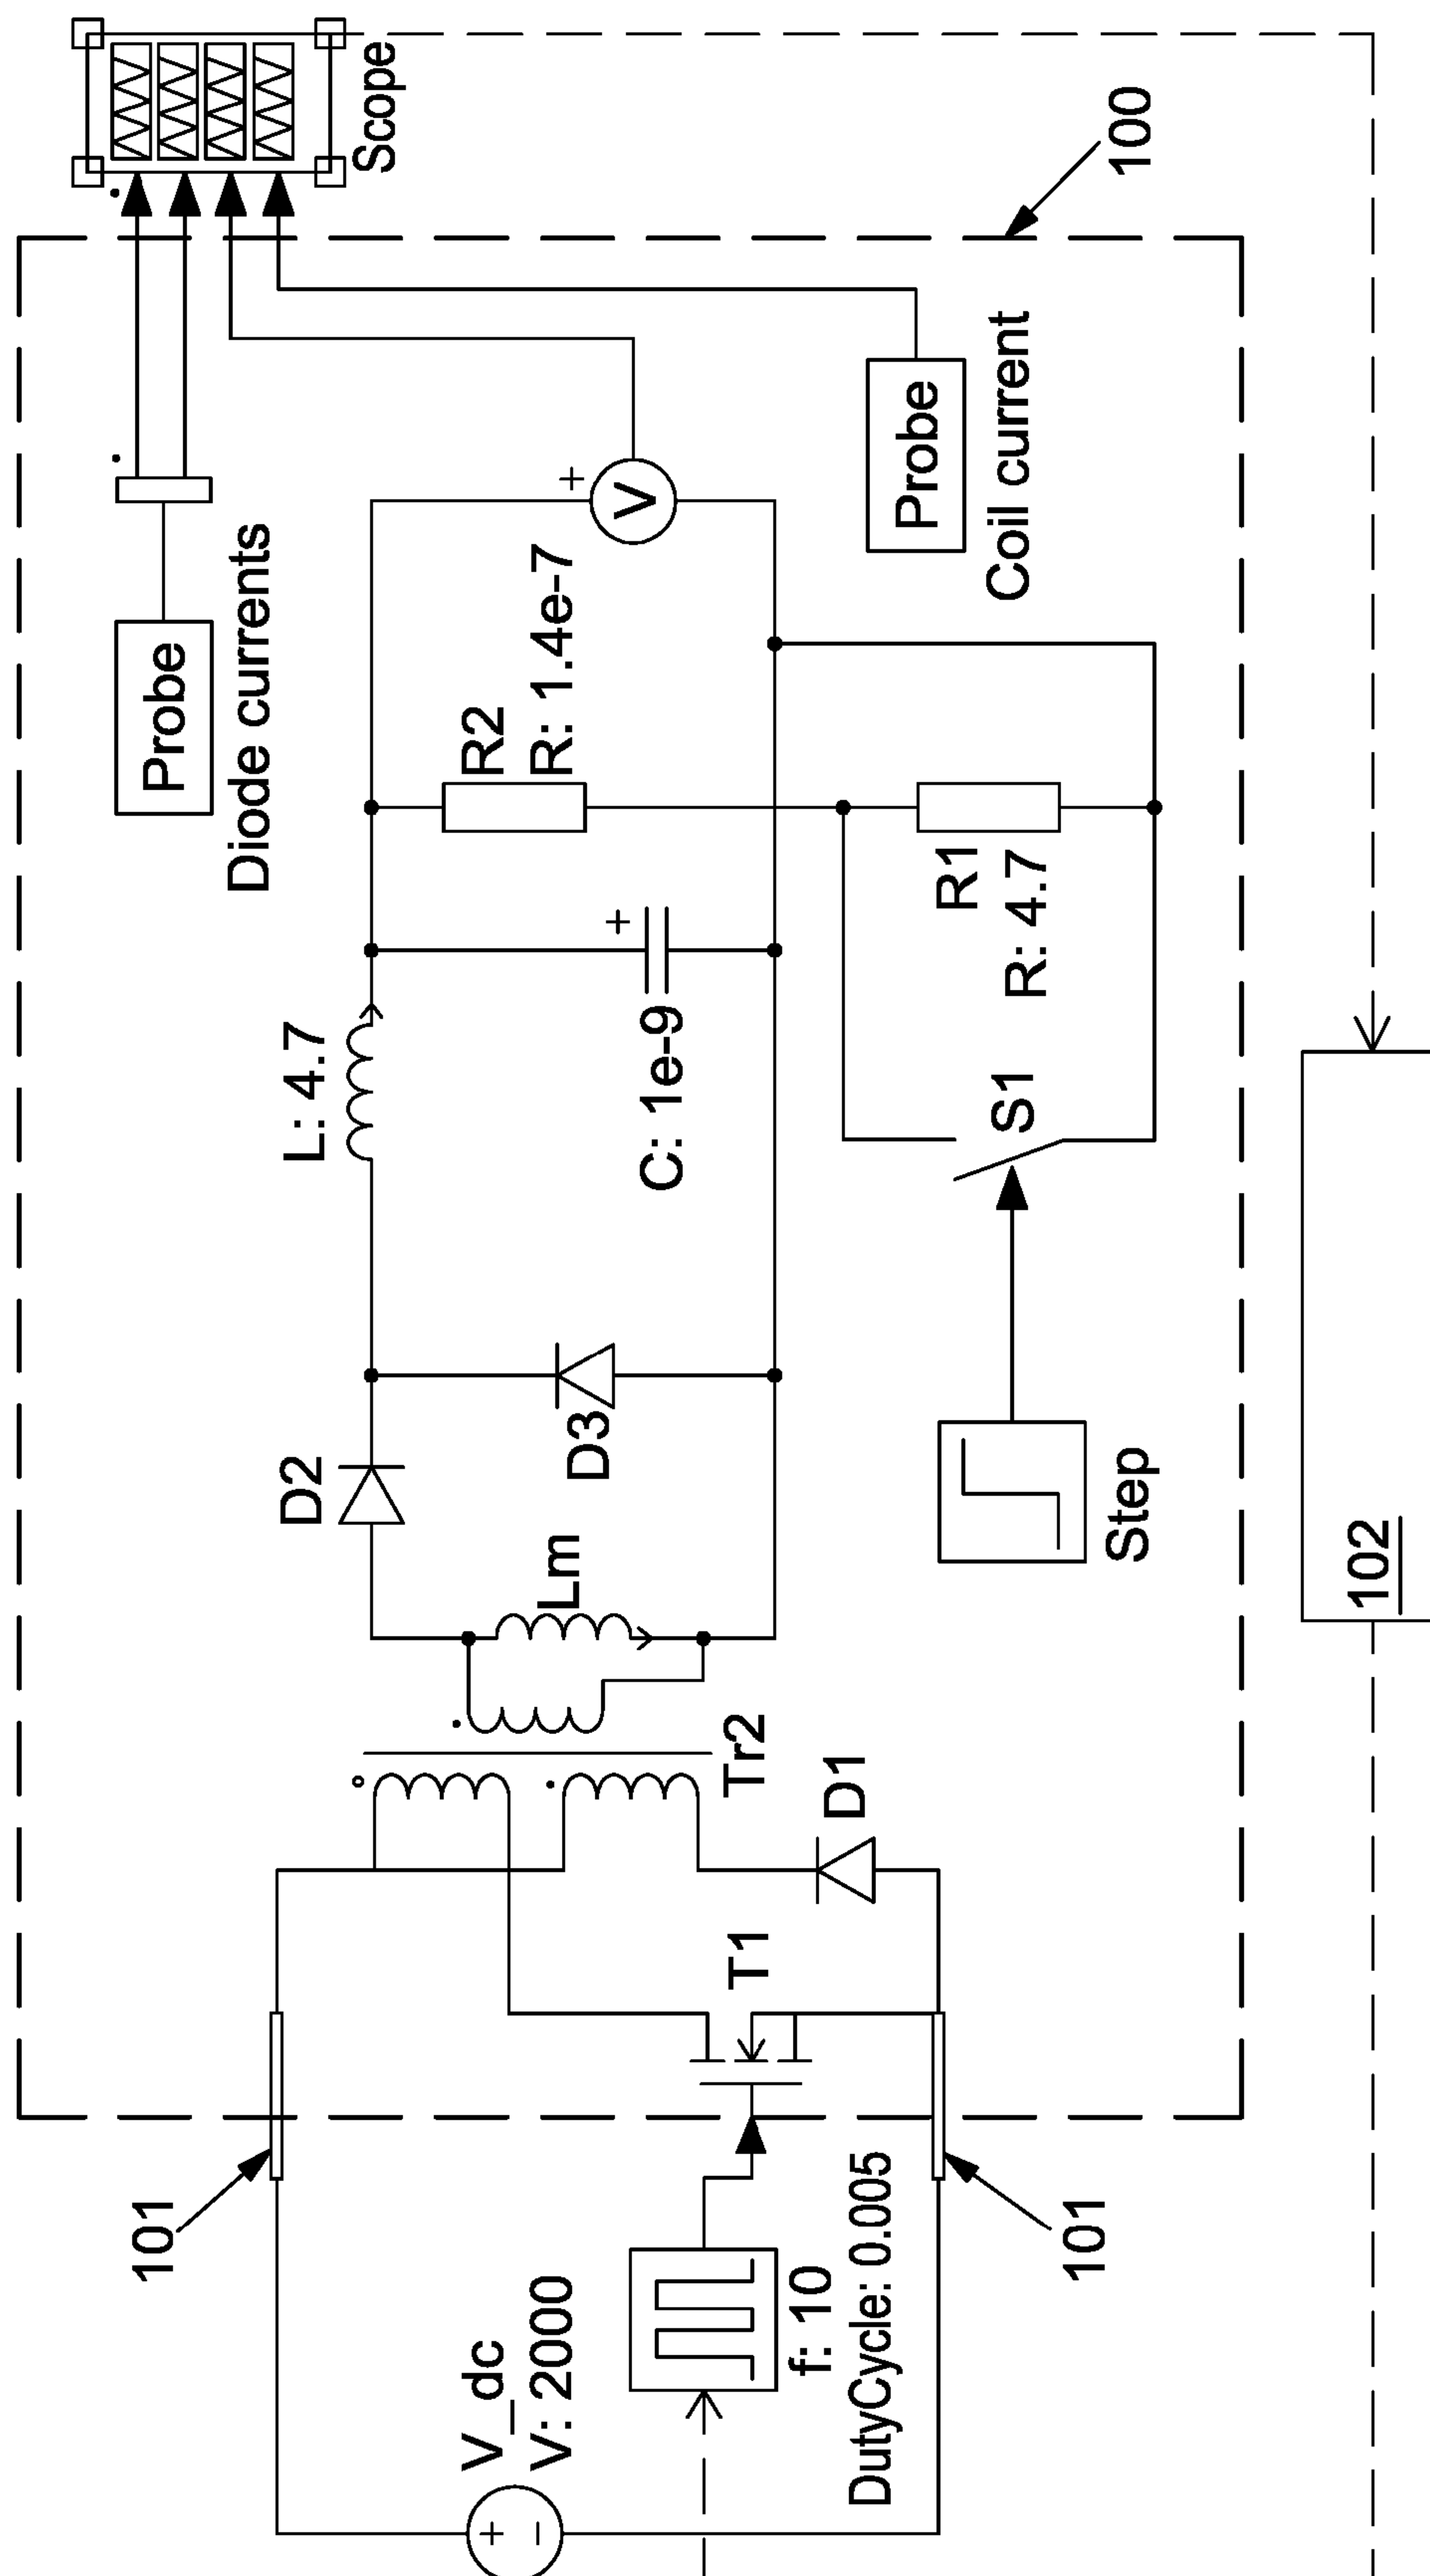 Scope
100
Probe
Diode currents
Probe
Coil current
+
V
R2
R: 1.4e-7
R1
R: 4.7
L: 4.7
+
C: 1e-9
S1
D2
D3
Lm
Step
102
Tr2
D1
T1
101
101
V_dc
V: 2000
+
−
f: 10
DutyCycle: 0.005